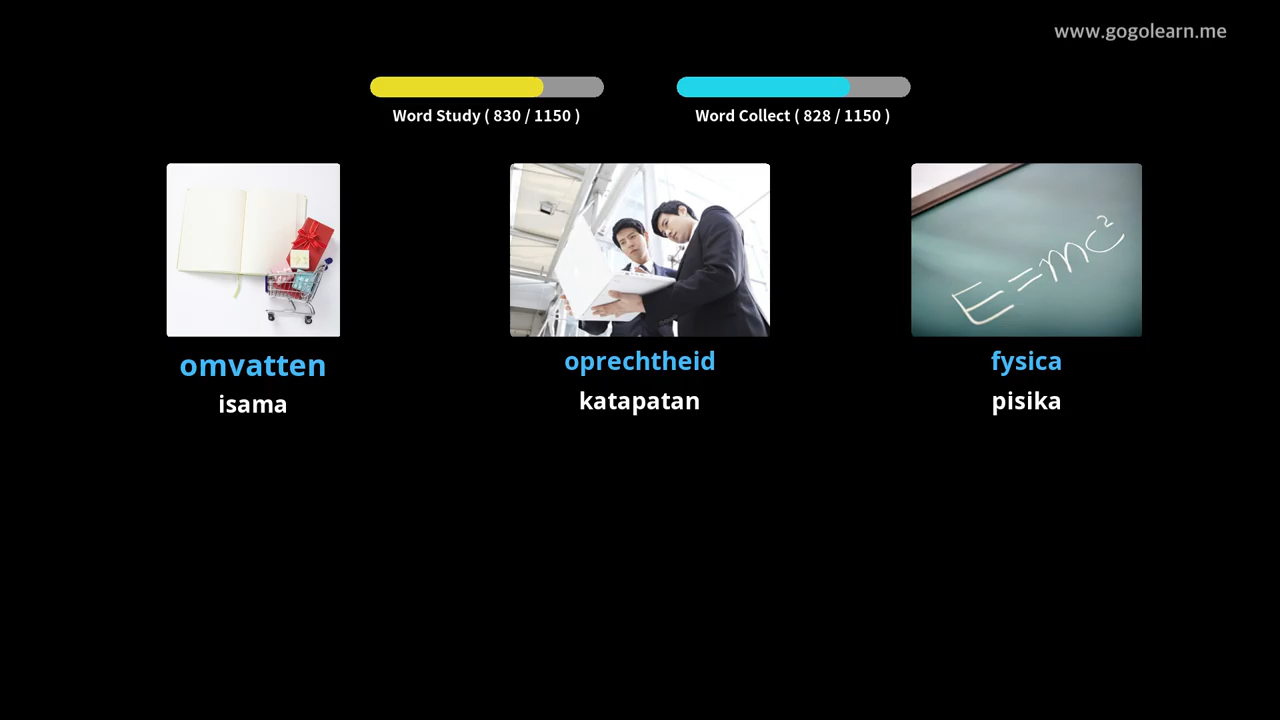 www.gogolearn.me
Word Study ( 830 / 1150 )
Word Collect ( 828 / 1150 )
E=mc²
omvatten
isama
oprechtheid
katapatan
fysica
pisika